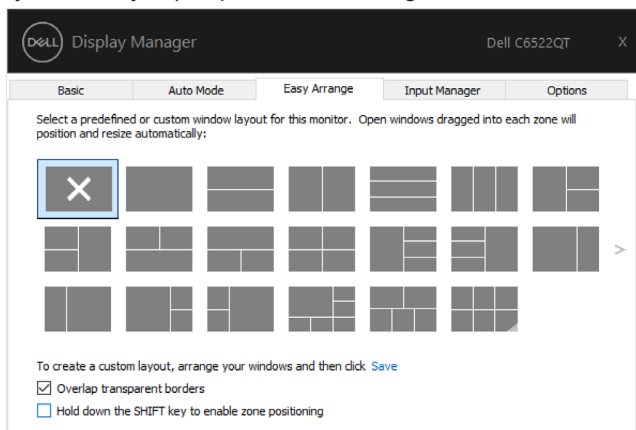 DELL Display Manager Dell C6522QT X
Basic Auto Mode Easy Arrange Input Manager Options
Select a predefined or custom window layout for this monitor. Open windows dragged into each zone will
position and resize automatically:
>
To create a custom layout, arrange your windows and then click Save
Overlap transparent borders
Hold down the SHIFT key to enable zone positioning